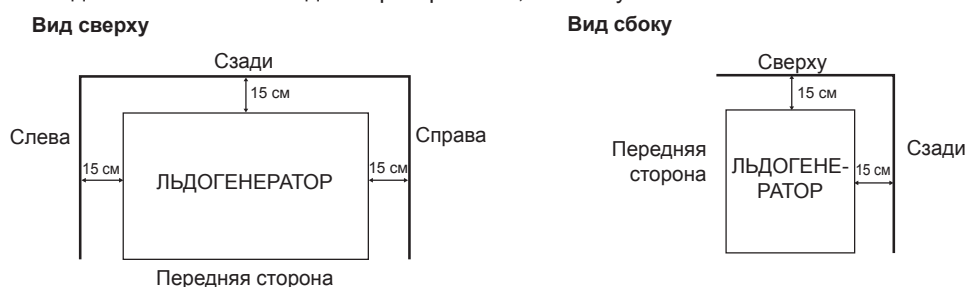 Вид сверху
Сзади
15 см
Слева
Справа
15 см
ЛЬДОГЕНЕРАТОР
15 см
Передняя сторона
Вид сбоку
Сверху
15 см
Передняя
сторона
ЛЬДОГЕНЕ-
РАТОР
15 см
Сзади